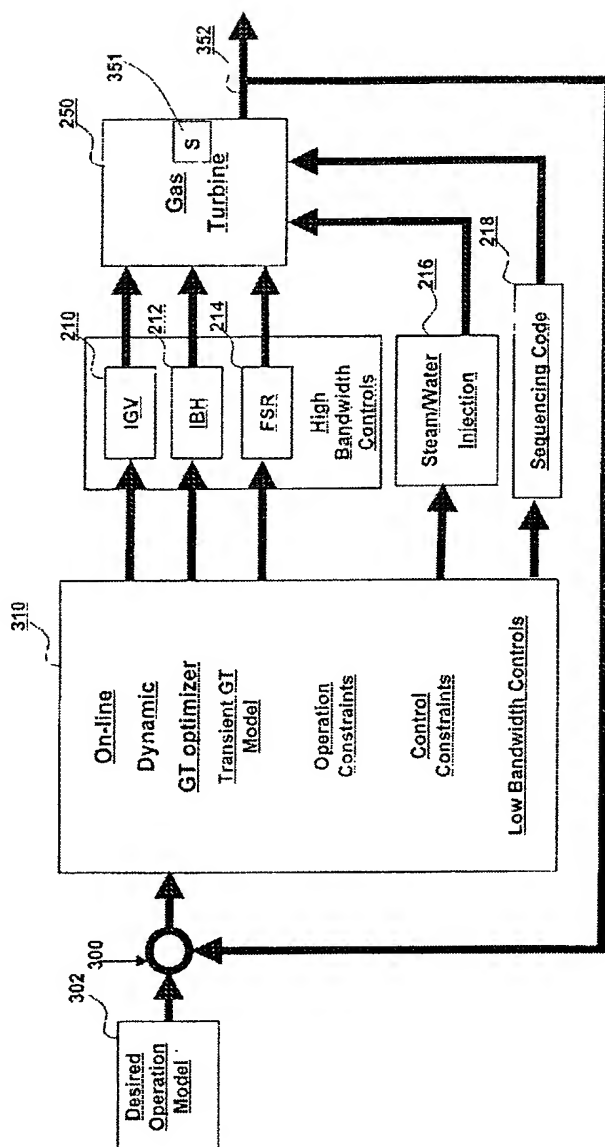 302
Desired
Operation
Model
300
310
On-line
Dynamic
GT optimizer
Transient GT
Model
Operation
Constraints
Control
Constraints
Low Bandwidth Controls
210
IGV
212
IBH
214
FSR
High
Bandwidth
Controls
216
Steam/Water
Injection
218
Sequencing Code
250
351
S
Gas
Turbine
352